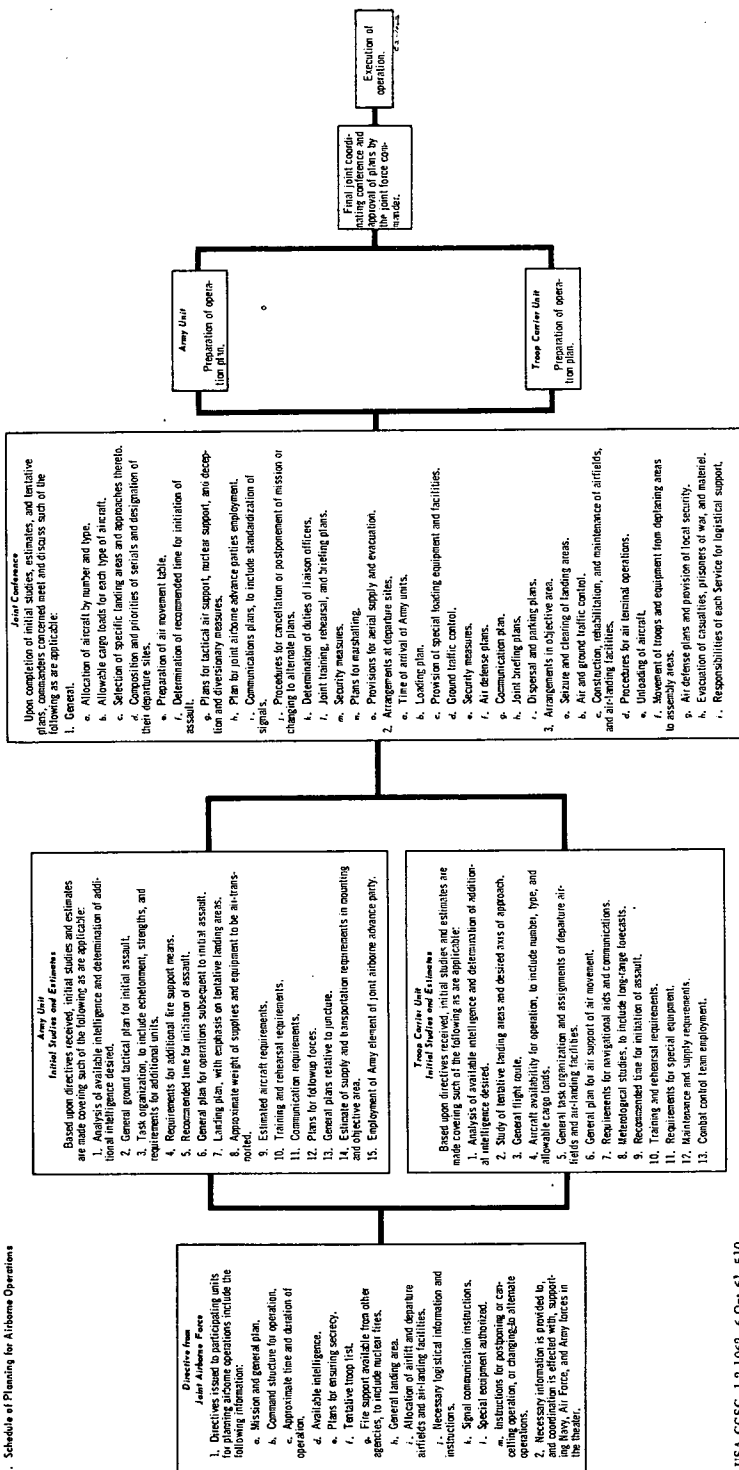 . Schedule of Planning for Airborne Operations
Directive from
Joint Airborne Force
1. Directives issued to participating units
for planning airborne operations include the
following information:
a. Mission and general plan.
b. Command structure for operation.
c. Approximate time and duration of
operation.
d. Available intelligence.
e. Plans for ensuring secrecy.
f. Tentative troop list.
g. Fire support available from other
agencies, to include nuclear fires.
h. General landing area.
i. Allocation of airlift and departure
airfields and air-landing facilities.
j. Necessary logistical information and
instructions.
k. Signal communication instructions.
l. Special equipment authorized.
m. Instructions for postponing or can-
celling operation, or changing to alternate
operations.
2. Necessary information is provided to,
and coordination is effected with, support-
ing Navy, Air Force, and Army forces in
the theater.
Army Unit
Initial Studies and Estimates
Based upon directives received, initial studies and estimates
are made covering such of the following as are applicable:
1. Analysis of available intelligence and determination of addi-
tional intelligence desired.
2. General ground tactical plan for initial assault.
3. Task organization, to include echelonment, strengths, and
requirements for additional units.
4. Requirements for additional fire support means.
5. Recommended time for initiation of assault.
6. General plan for operations subsequent to initial assault.
7. Landing plan, with emphasis on tentative landing areas.
8. Approximate weight of supplies and equipment to be air-trans-
ported.
9. Estimated aircraft requirements.
10. Training and rehearsal requirements.
11. Communication requirements.
12. Plans for followup forces.
13. General plans relative to juncture.
14. Estimate of supply and transportation requirements in mounting
and objective area.
15. Employment of Army element of joint airborne advance party.
Troop Carrier Unit
Initial Studies and Estimates
Based upon directives received, initial studies and estimates are
made covering such of the following as are applicable:
1. Analysis of available intelligence and determination of addition-
al intelligence desired.
2. Study of tentative landing areas and desired axis of approach.
3. General flight route.
4. Aircraft availability for operation, to include number, type, and
allowable cargo loads.
5. General task organization and assignments of departure air-
fields and air-landing facilities.
6. General plan for air support of air movement.
7. Requirements for navigational aids and communications.
8. Meterological studies, to include long-range forecasts.
9. Recommended time for initiation of assault.
10. Training and rehearsal requirements.
11. Requirements for special equipment.
12. Maintenance and supply requirements.
13. Combat control team employment.
Joint Conference
Upon completion of initial studies, estimates, and tentative
plans, commanders concerned meet and discuss such of the
following as are applicable:
1. General.
a. Allocation of aircraft by number and type.
b. Allowable cargo loads for each type of aircraft.
c. Selection of specific landing areas and approaches thereto.
d. Composition and priorities of serials and designation of
their departure sites.
e. Preparation of air movement table.
f. Determination of recommended time for initiation of
assault.
g. Plans for tactical air support, nuclear support, and decep-
tion and diversionary measures.
h. Plan for joint airborne advance parties employment.
i. Communications plans, to include standardization of
signals.
j. Procedures for cancellation or postponement of mission or
changing to alternate plans.
k. Determination of duties of liaison officers.
l. Joint training, rehearsal, and briefing plans.
m. Security measures.
n. Plans for marshalling.
o. Provisions for aerial supply and evacuation.
2. Arrangements at departure sites.
a. Time of arrival of Army units.
b. Loading plan.
c. Provision of special loading equipment and facilities.
d. Ground traffic control.
e. Security measures.
f. Air defense plans.
g. Communication plan.
h. Joint briefing plans.
i. Dispersal and parking plans.
3. Arrangements in objective area.
a. Seizure and clearing of landing areas.
b. Air and ground traffic control.
c. Construction, rehabilitation, and maintenance of airfields,
and air-landing facilities.
d. Procedures for air terminal operations.
e. Unloading of aircraft.
f. Movement of troops and equipment from deplaning areas
to assembly areas.
g. Air defense plans and provision of local security.
h. Evacuation of casualties, prisoners of war, and materiel.
i. Responsibilities of each Service for logistical support.
Army Unit
Preparation of opera-
tion plan.
Troop Carrier Unit
Preparation of opera-
tion plan.
Final joint coordi-
nating conference and
approval of plans by
the joint force com-
mander.
Execution of
operation.